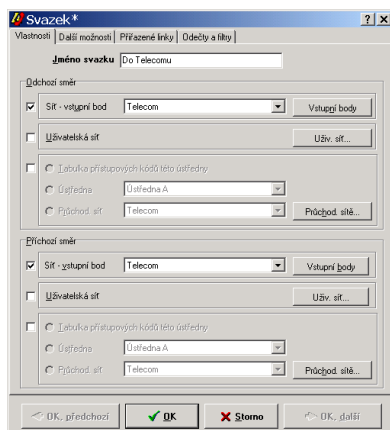 Svazek*
Vlastnosti Další možnosti Přiřazené linky Odečty a filtry
Jméno svazku Do Telecomu
Odchozí směr
Síť - vstupní bod Telecom Vstupní body
Uživatelská síť Uživ. síť...
Tabulka přístupových kódů této ústředny
Ústředna Ústředna A
Průchod. síť Telecom Průchod. sítě...
Příchozí směr
Síť - vstupní bod Telecom Vstupní body
Uživatelská síť Uživ. síť...
Tabulka přístupových kódů této ústředny
Ústředna Ústředna A
Průchod. síť Telecom Průchod. sítě...
OK, předchozí OK Storno OK, další